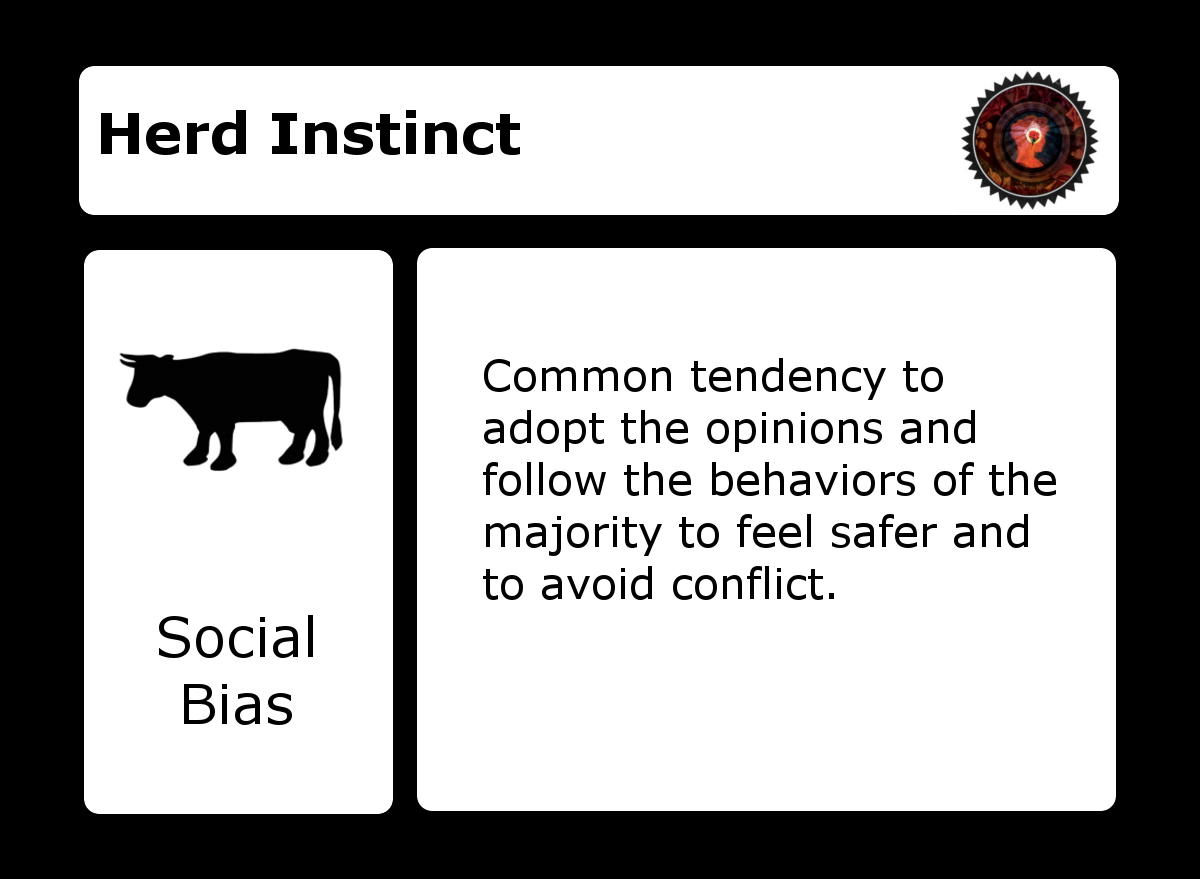 Herd Instinct
Social
Bias
Common tendency to
adopt the opinions and
follow the behaviors of the
majority to feel safer and
to avoid conflict.